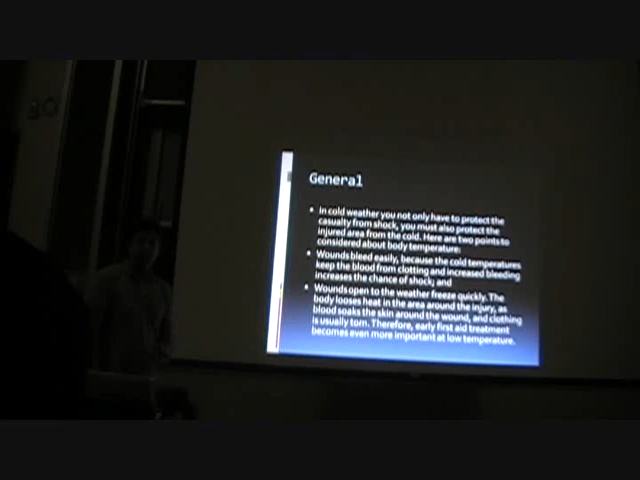 General
• In cold weather you not only have to protect the
casualty from shock, you must also protect the
injured area from the cold. Here are two points to
considered about body temperature:
• Wounds bleed easily, because the cold temperatures
keep the blood from clotting and increased bleeding
increases the chance of shock; and
• Wounds open to the weather freeze quickly. The
body looses heat in the area around the injury, as
blood soaks the skin around the wound, and clothing
is usually torn. Therefore, early first aid treatment
becomes even more important at low temperature.